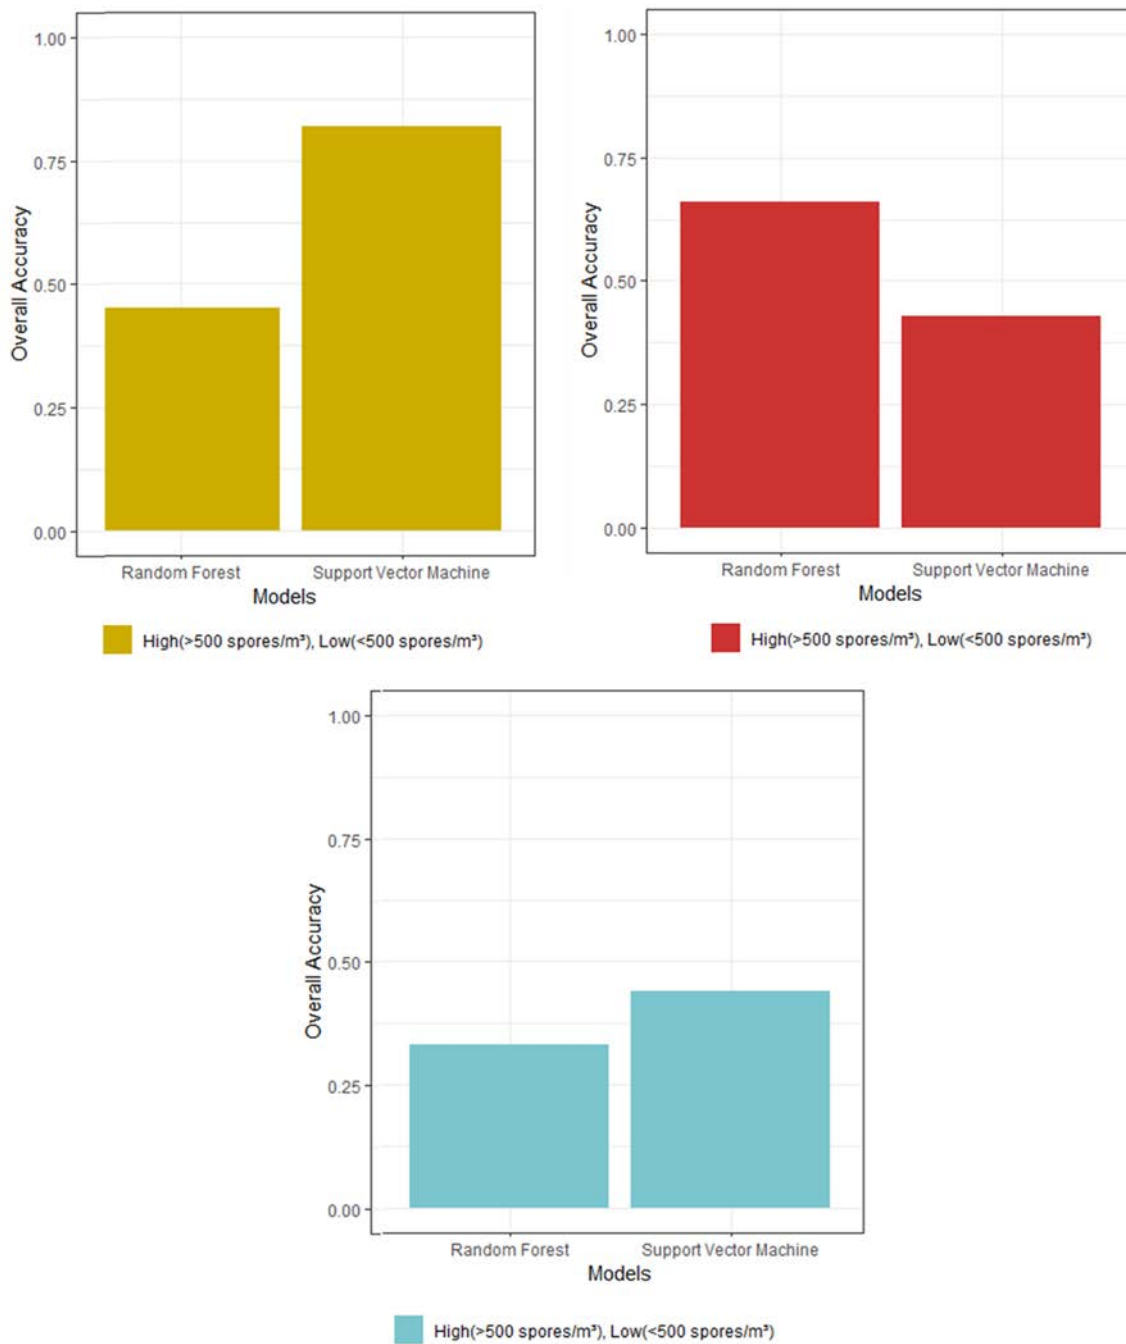 1.00
0.75
0.50
0.25
0.00
Overall Accuracy
Random Forest
Support Vector Machine
Models
High(>500 spores/m³), Low(<500 spores/m³)
1.00
0.75
0.50
0.25
0.00
Overall Accuracy
Random Forest
Support Vector Machine
Models
High(>500 spores/m³), Low(<500 spores/m³)
1.00
0.75
0.50
0.25
0.00
Overall Accuracy
Random Forest
Support Vector Machine
Models
High(>500 spores/m³), Low(<500 spores/m³)